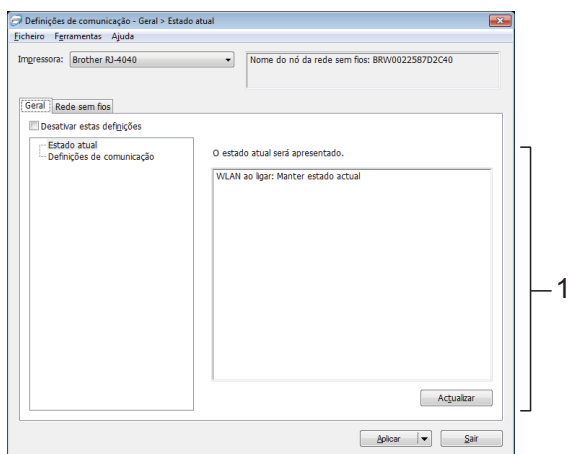 Definições de comunicação - Geral > Estado atual
Ficheiro Ferramentas Ajuda
Impressora: Brother RJ-4040
Nome do nó da rede sem fios: BRW0022587D2C40
Geral Rede sem fios
Desativar estas definições
Estado atual
Definições de comunicação
O estado atual será apresentado.
WLAN ao ligar: Manter estado actual
1
Actualizar
Aplicar Sair